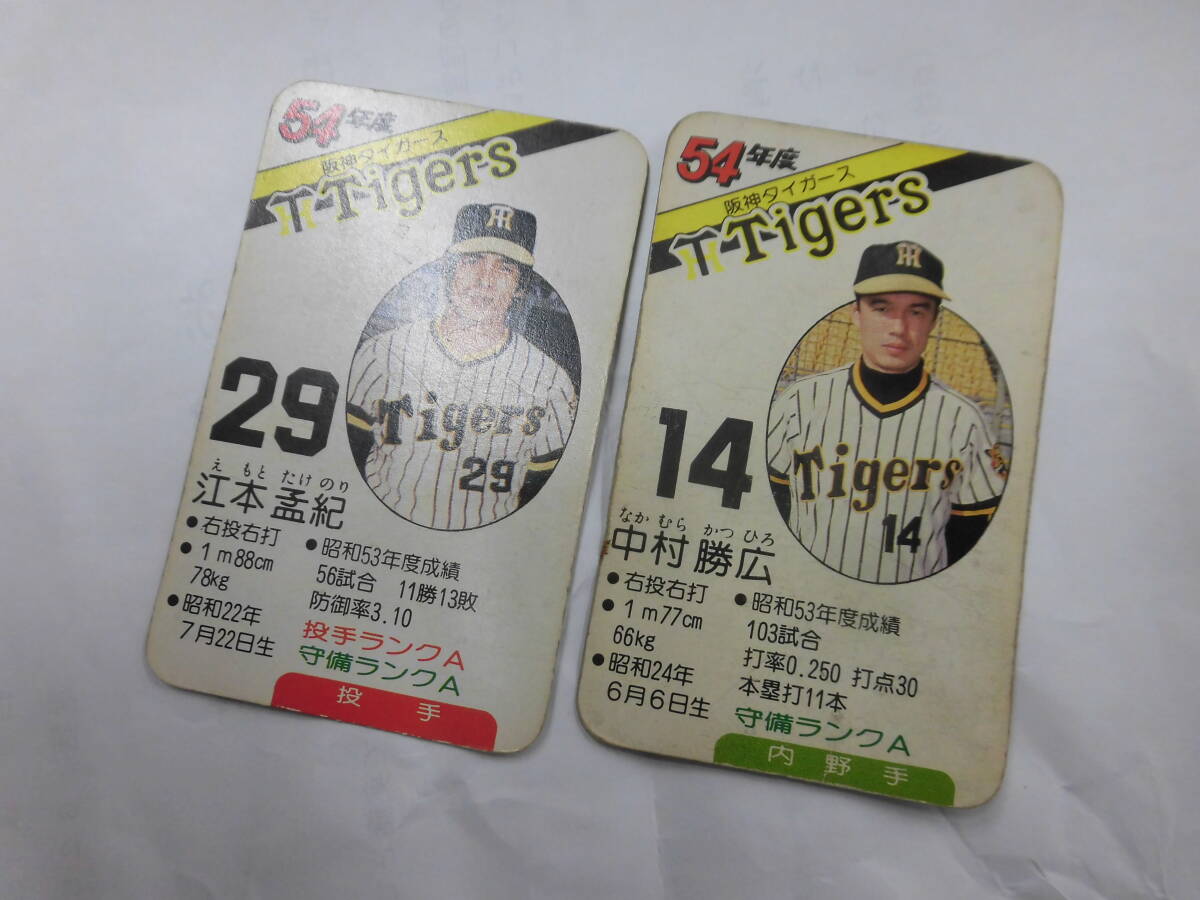 54年度
阪神タイガース
TH Tigers
TH
Tigers
29
29
え もと たけ のり
江本孟紀
●右投右打
●1m88cm
78kg
●昭和22年
7月22日生
●昭和53年度成績
56試合 11勝13敗
防御率3.10
投手ランクA
守備ランクA
投手
54年度
阪神タイガース
TH Tigers
TH
Tigers
14
14
なか むら かつ ひろ
中村勝広
●右投右打
●1m77cm
66kg
●昭和24年
6月6日生
●昭和53年度成績
103試合
打率0.250 打点30
本塁打11本
守備ランクA
内野手